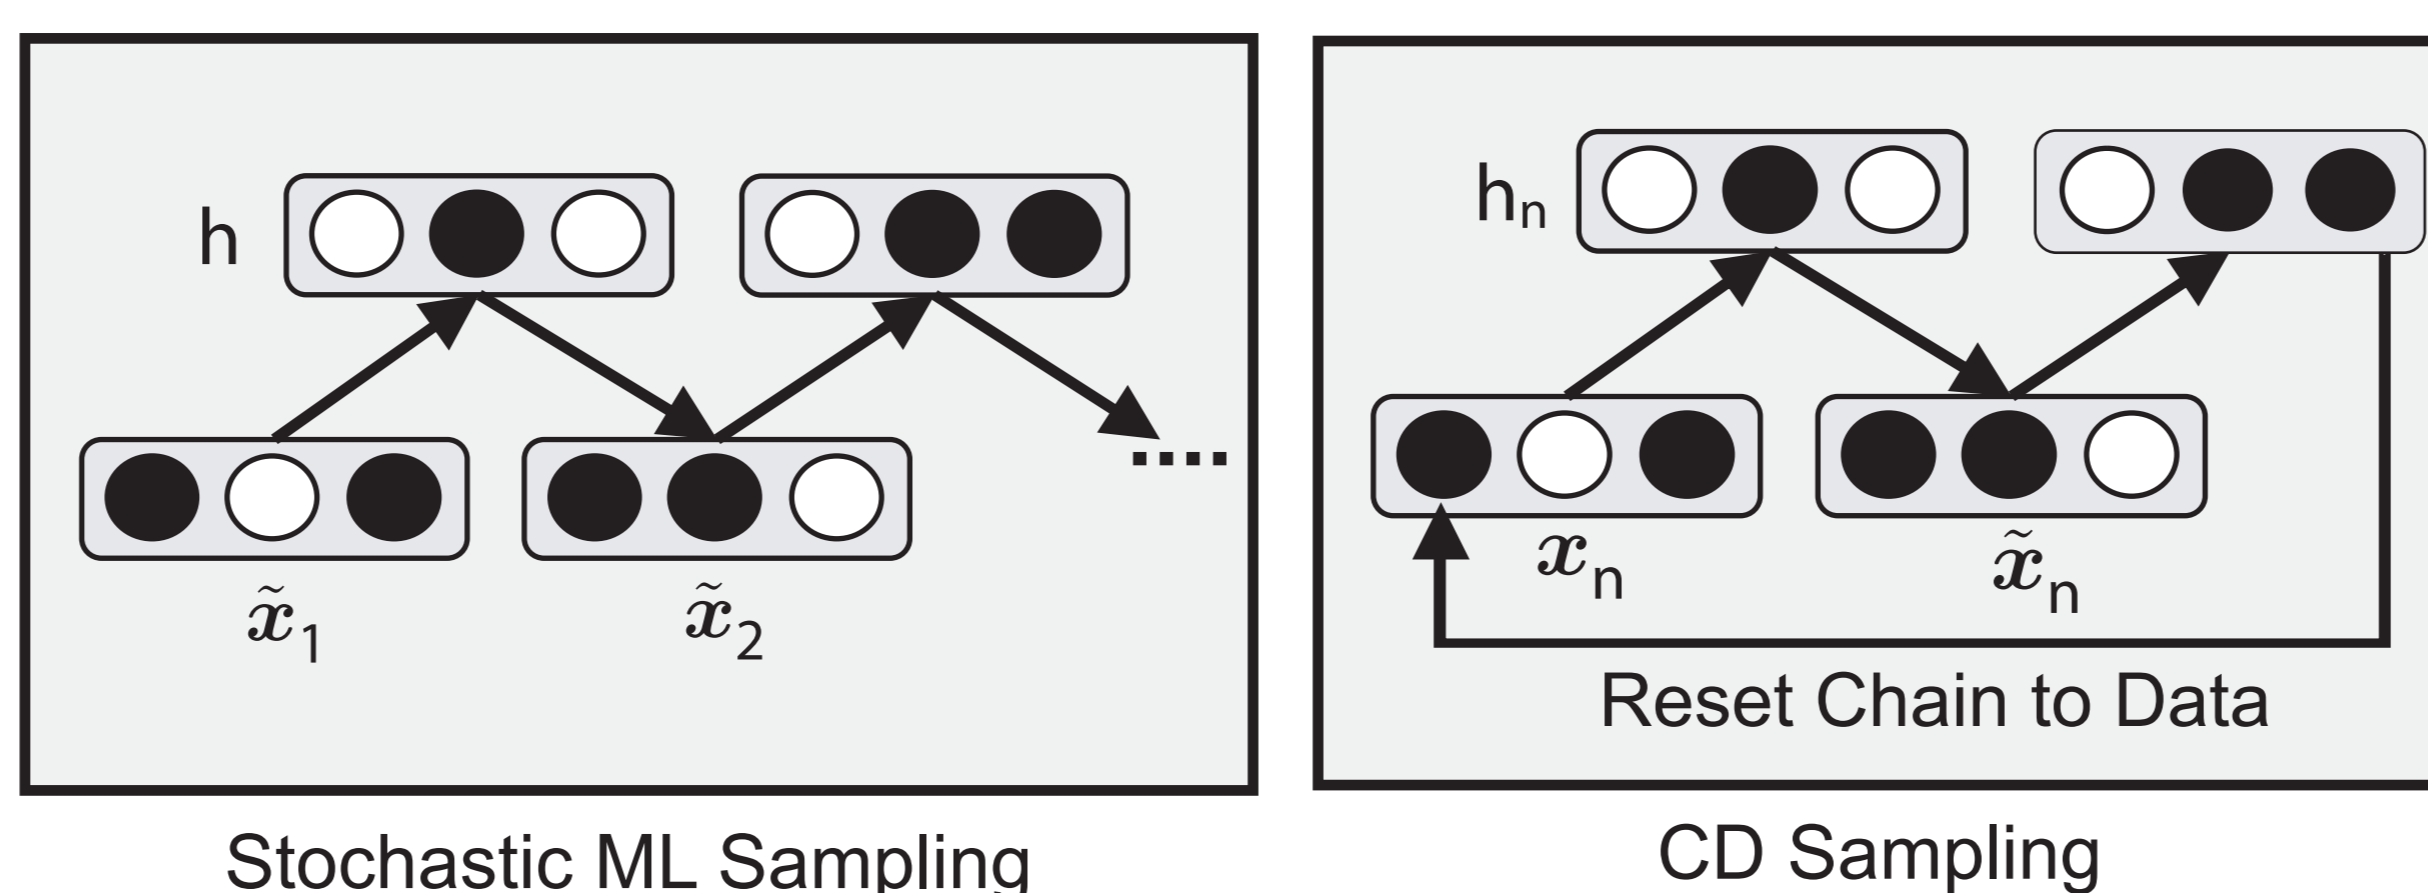 h
x̃1
x̃2
....
Stochastic ML Sampling
hn
xn
x̃n
Reset Chain to Data
CD Sampling